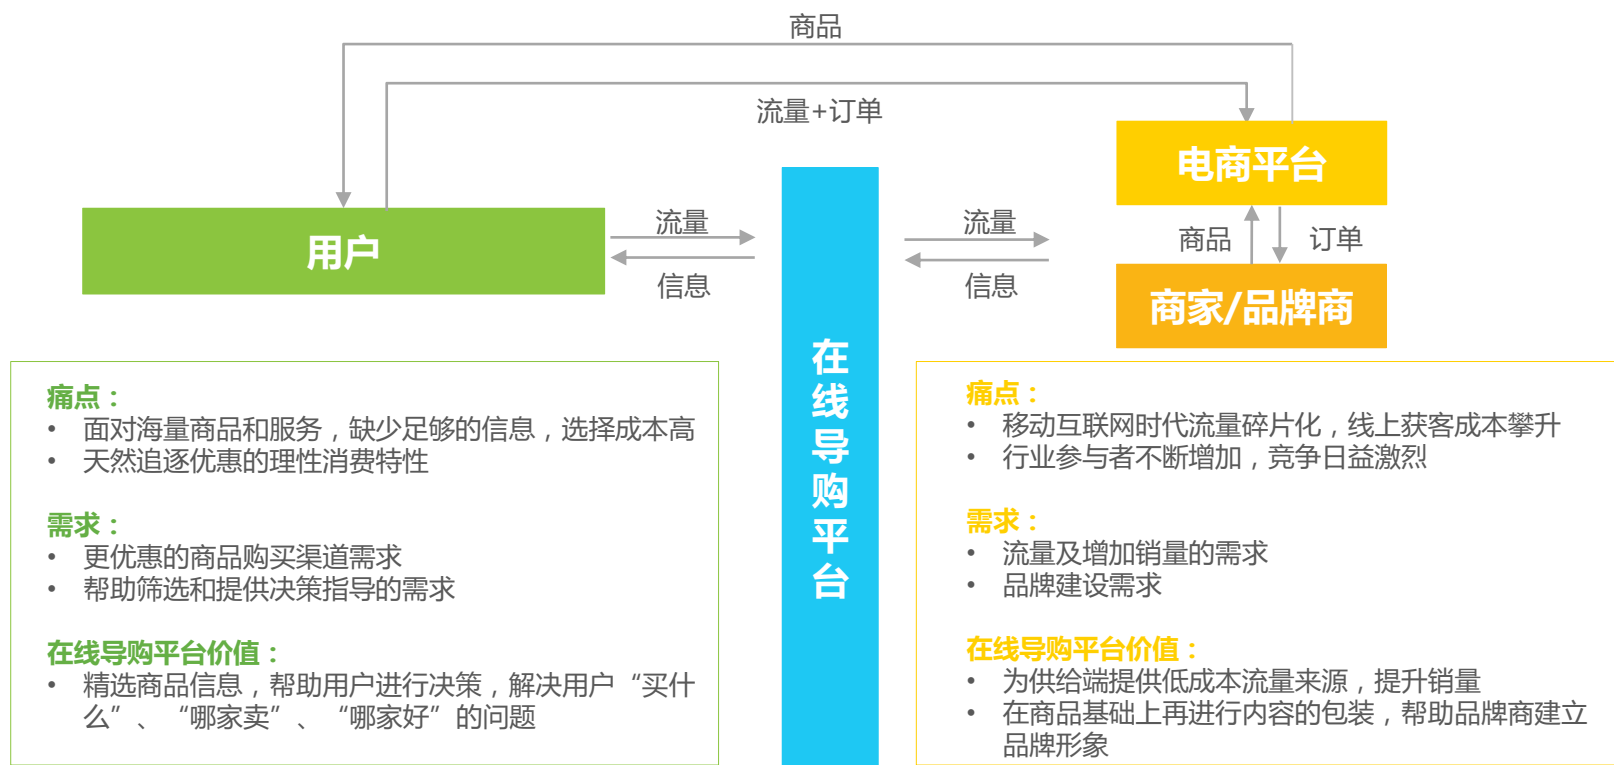 商品
流量+订单
电商平台
用户
流量
信息
流量
信息
商品
订单
商家/品牌商
在线导购平台
痛点：
• 面对海量商品和服务，缺少足够的信息，选择成本高
• 天然追逐优惠的理性消费特性
需求：
• 更优惠的商品购买渠道需求
• 帮助筛选和提供决策指导的需求
在线导购平台价值：
• 精选商品信息，帮助用户进行决策，解决用户“买什
么”、“哪家卖”、“哪家好”的问题
痛点：
• 移动互联网时代流量碎片化，线上获客成本攀升
• 行业参与者不断增加，竞争日益激烈
需求：
• 流量及增加销量的需求
• 品牌建设需求
在线导购平台价值：
• 为供给端提供低成本流量来源，提升销量
• 在商品基础上再进行内容的包装，帮助品牌商建立
品牌形象